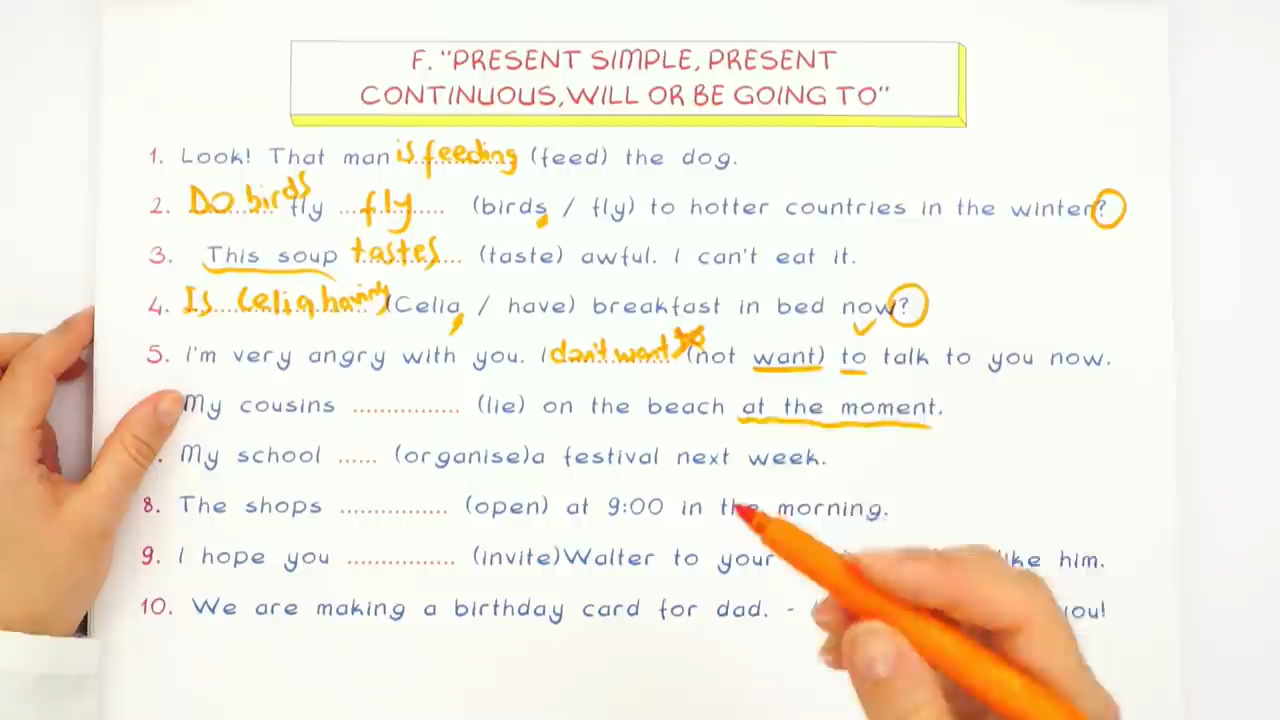 F. "PRESENT SIMPLE, PRESENT
CONTINUOUS, WILL OR BE GOING TO"
1. Look! That man is feeding (feed) the dog.
2. Do birds fly ... fly ..... (birds / fly) to hotter countries in the winter?
3. This soup tastes... (taste) awful. I can't eat it.
4. Is Celia having (Celia / have) breakfast in bed now?
5. I'm very angry with you. I don't want (not want) to talk to you now.
My cousins ................ (lie) on the beach at the moment.
My school ...... (organise)a festival next week.
8. The shops ................ (open) at 9:00 in the morning.
9. I hope you ................ (invite)Walter to your him.
10. We are making a birthday card for dad. -